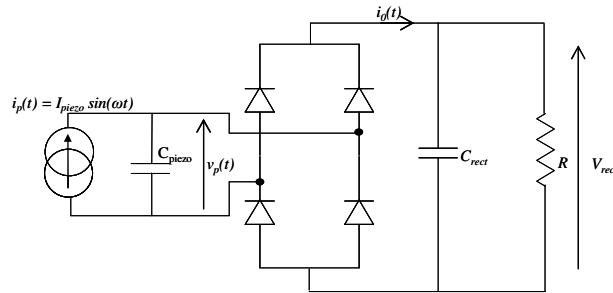 i₀(t)
iₚ(t) = Iₚᵢₑzₒ sin(ωt)
Cpiezo
vₚ(t)
Crect
R
Vrec